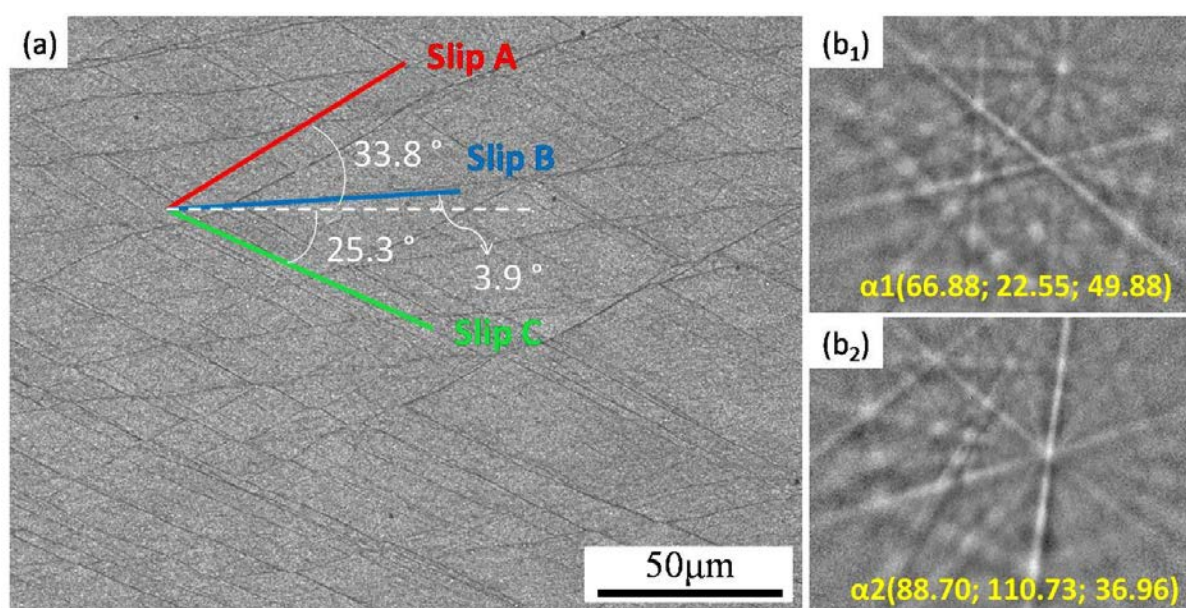 (a)
Slip A
33.8 °
Slip B
25.3 °
3.9 °
Slip C
50μm
(b₁)
α1(66.88; 22.55; 49.88)
(b₂)
α2(88.70; 110.73; 36.96)